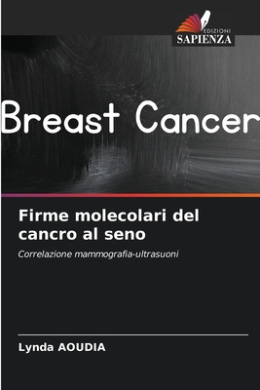 EDIZIONI
SAPIENZA
Breast Cancer
Firme molecolari del
cancro al seno
Correlazione mammografia-ultrasuoni
Lynda AOUDIA